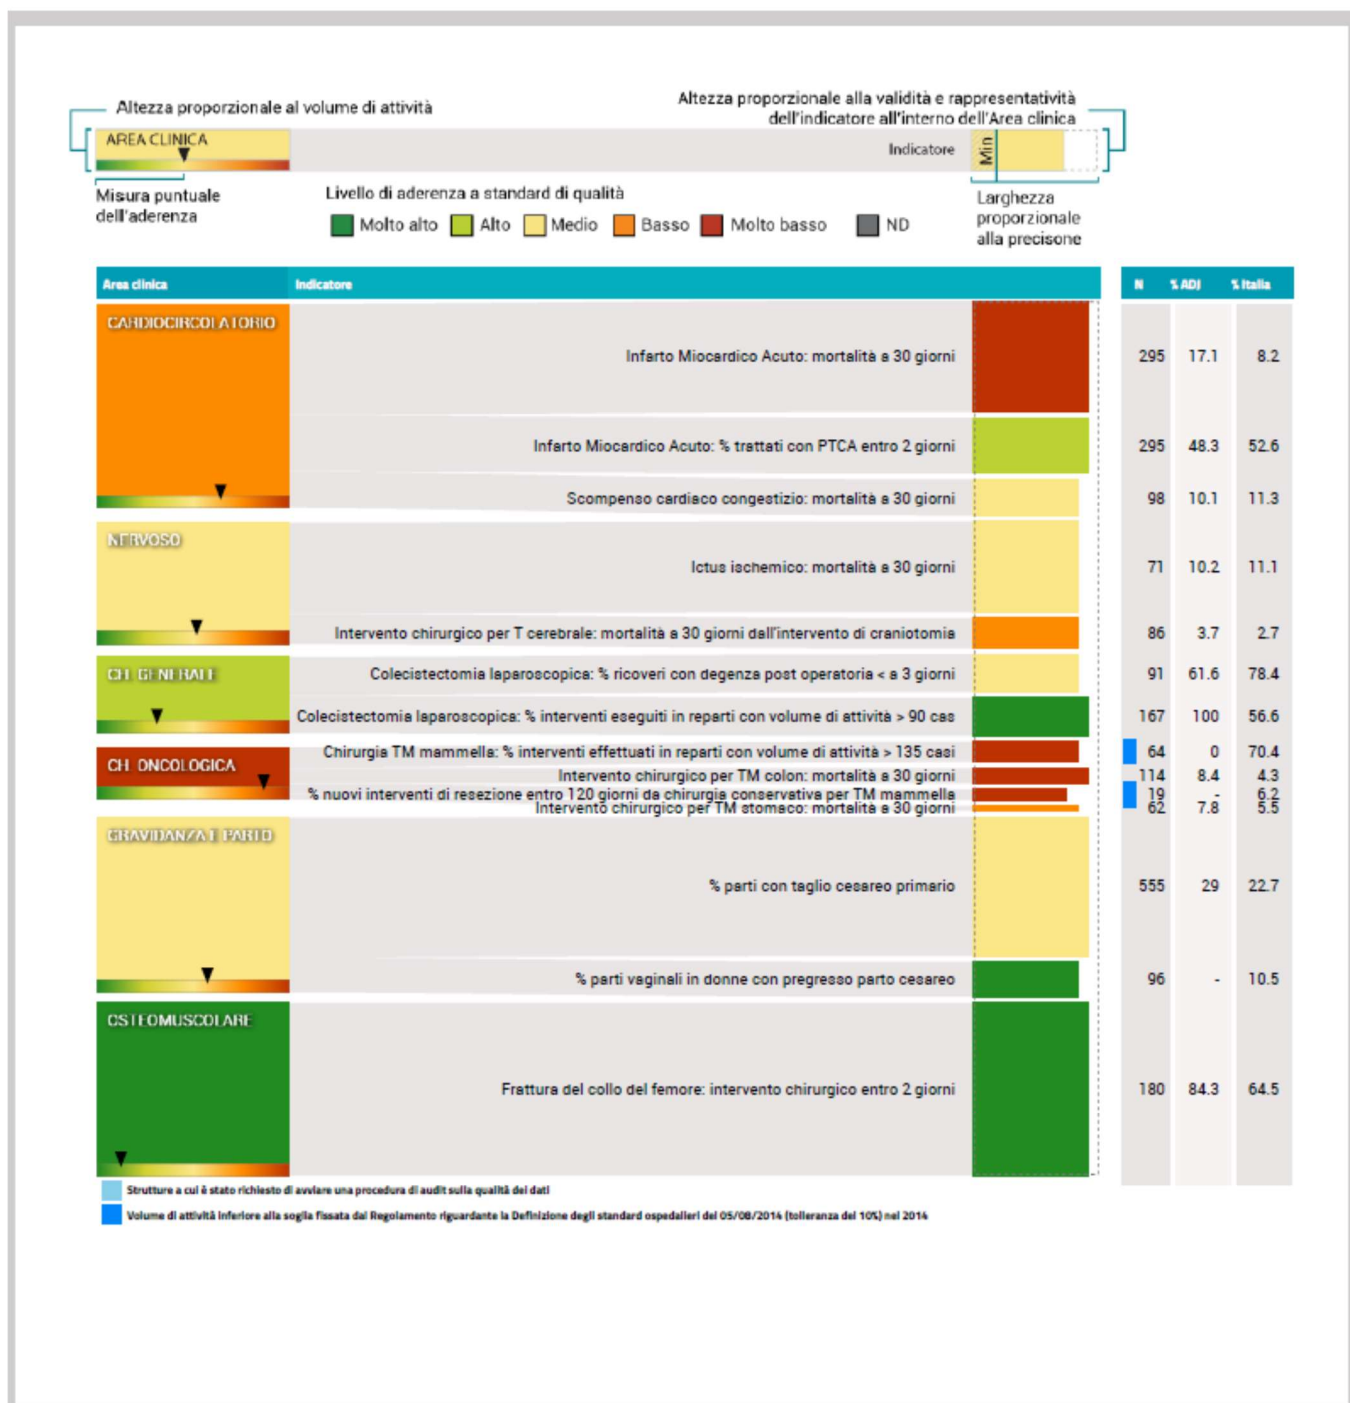 Altezza proporzionale al volume di attività
Altezza proporzionale alla validità e rappresentatività
dell'indicatore all'interno dell'Area clinica
AREA CLINICA
Indicatore
Min
Misura puntuale
dell'aderenza
Livello di aderenza a standard di qualità
Molto alto Alto Medio Basso Molto basso ND
Larghezza
proporzionale
alla precisone
Area clinica Indicatore N % ADJ % Italia
CARDIOCIRCOLATORIO
Infarto Miocardico Acuto: mortalità a 30 giorni 295 17.1 8.2
Infarto Miocardico Acuto: % trattati con PTCA entro 2 giorni 295 48.3 52.6
Scompenso cardiaco congestizio: mortalità a 30 giorni 98 10.1 11.3
NERVOSO
Ictus ischemico: mortalità a 30 giorni 71 10.2 11.1
Intervento chirurgico per T cerebrale: mortalità a 30 giorni dall'intervento di craniotomia 86 3.7 2.7
CH. GENERALE
Colecistectomia laparoscopica: % ricoveri con degenza post operatoria < a 3 giorni 91 61.6 78.4
Colecistectomia laparoscopica: % interventi eseguiti in reparti con volume di attività > 90 cas 167 100 56.6
CH. ONCOLOGICA
Chirurgia TM mammella: % interventi effettuati in reparti con volume di attività > 135 casi 64 0 70.4
Intervento chirurgico per TM colon: mortalità a 30 giorni 114 8.4 4.3
% nuovi interventi di resezione entro 120 giorni da chirurgia conservativa per TM mammella 19 - 6.2
Intervento chirurgico per TM stomaco: mortalità a 30 giorni 62 7.8 5.5
GRAVIDANZA E PARTO
% parti con taglio cesareo primario 555 29 22.7
% parti vaginali in donne con pregresso parto cesareo 96 - 10.5
OSTEOMUSCOLARE
Frattura del collo del femore: intervento chirurgico entro 2 giorni 180 84.3 64.5
Strutture a cui è stato richiesto di avviare una procedura di audit sulla qualità dei dati
Volume di attività inferiore alla soglia fissata dal Regolamento riguardante la Definizione degli standard ospedalieri del 05/08/2014 (tolleranza del 10%) nel 2014